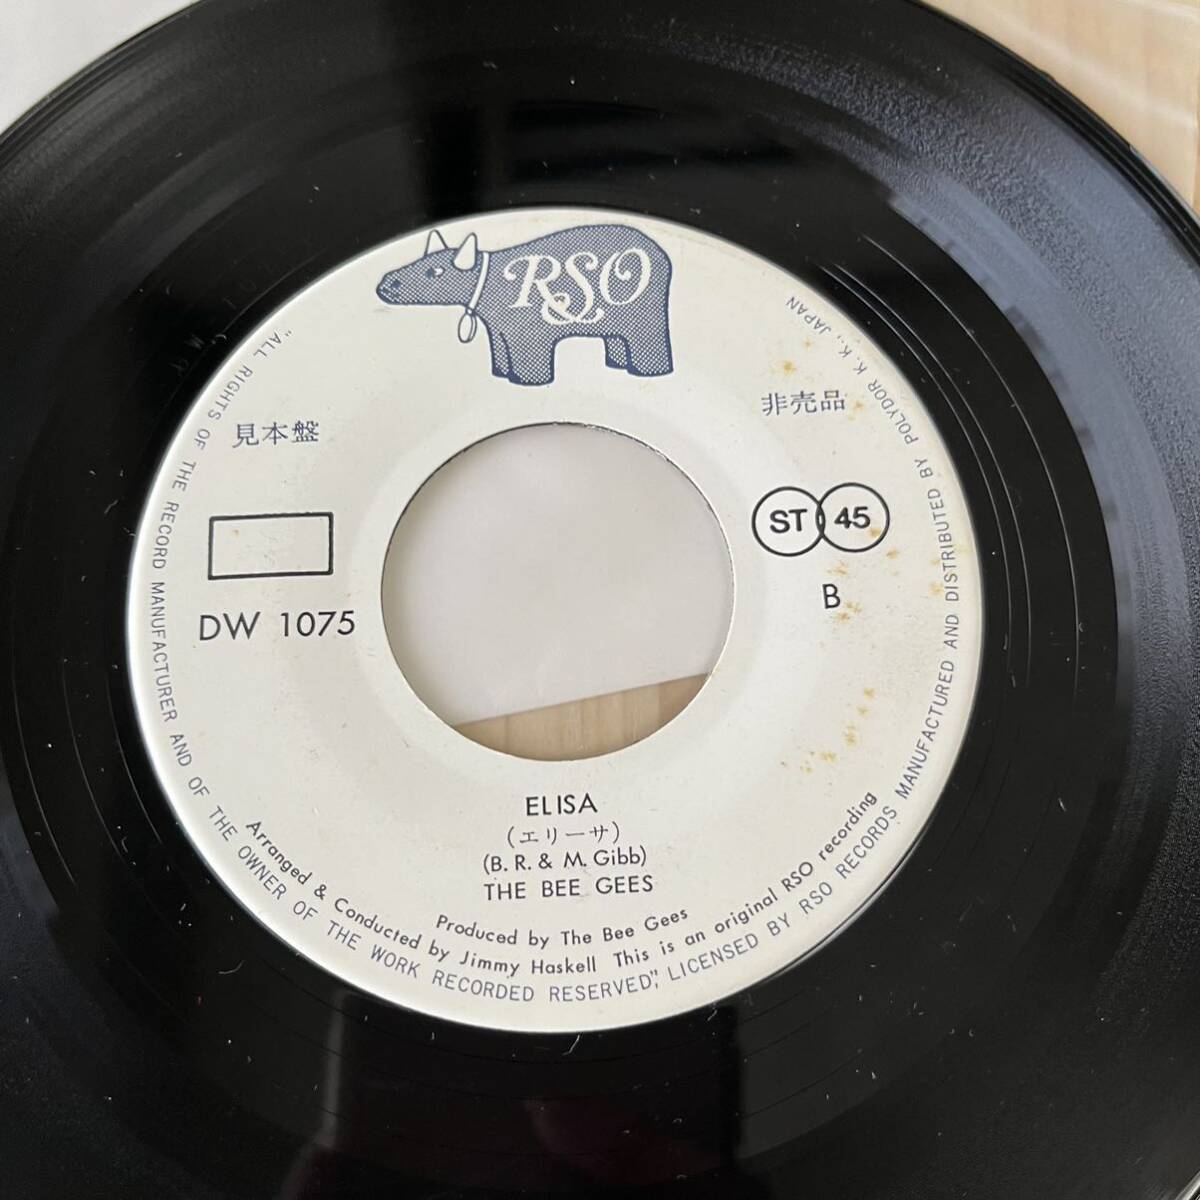 RSO
見本盤
非売品
DW 1075
ST 45
B
ELISA
(エリーサ)
(B. R. & M. Gibb)
THE BEE GEES
Produced by The Bee Gees
Arranged & Conducted by Jimmy Haskell This is an original RSO recording
"ALL RIGHTS OF THE RECORD MANUFACTURER AND OF THE OWNER OF THE WORK RECORDED RESERVED", LICENSED BY RSO RECORDS MANUFACTURED AND DISTRIBUTED BY POLYDOR K.K., JAPAN